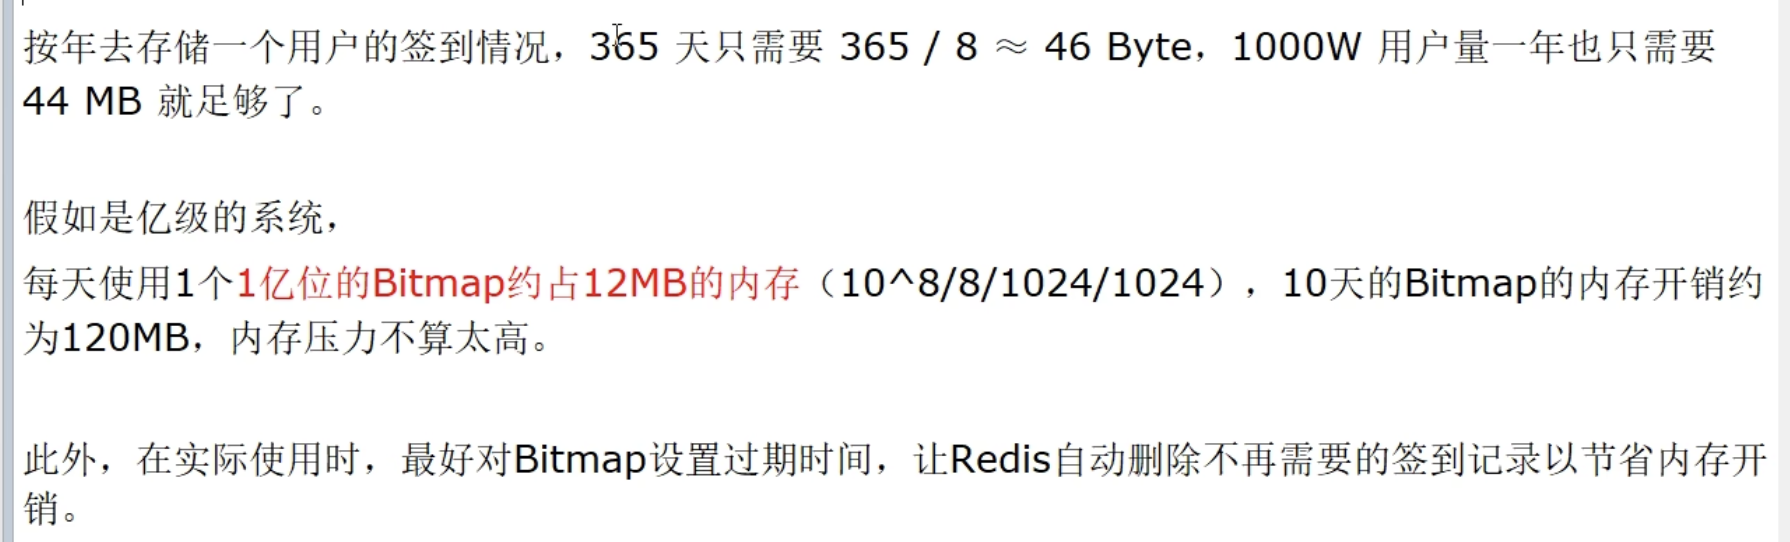 按年去存储一个用户的签到情况，365 天只需要 365 / 8 ≈ 46 Byte，1000W 用户量一年也只需要
44 MB 就足够了。
假如是亿级的系统，
每天使用1个1亿位的Bitmap约占12MB的内存（10^8/8/1024/1024），10天的Bitmap的内存开销约
为120MB，内存压力不算太高。
此外，在实际使用时，最好对Bitmap设置过期时间，让Redis自动删除不再需要的签到记录以节省内存开
销。